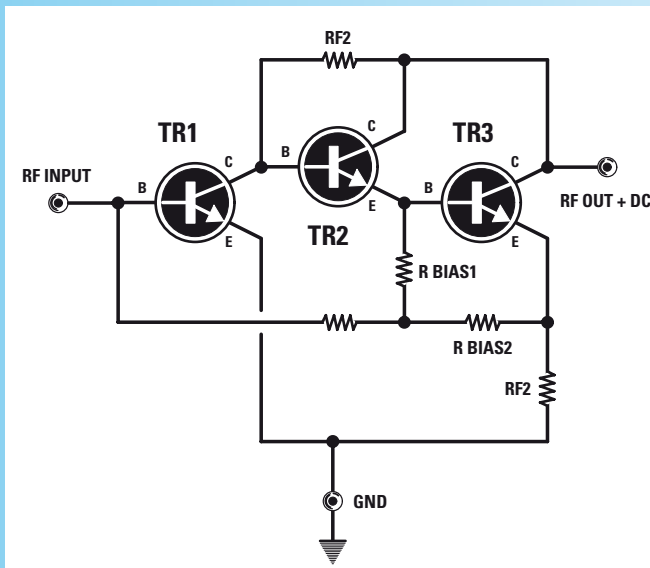 RF2
TR1
C
TR3
B
C
RF INPUT
B
C
B
RF OUT + DC
E
TR2
E
E
R BIAS1
R BIAS2
RF2
GND